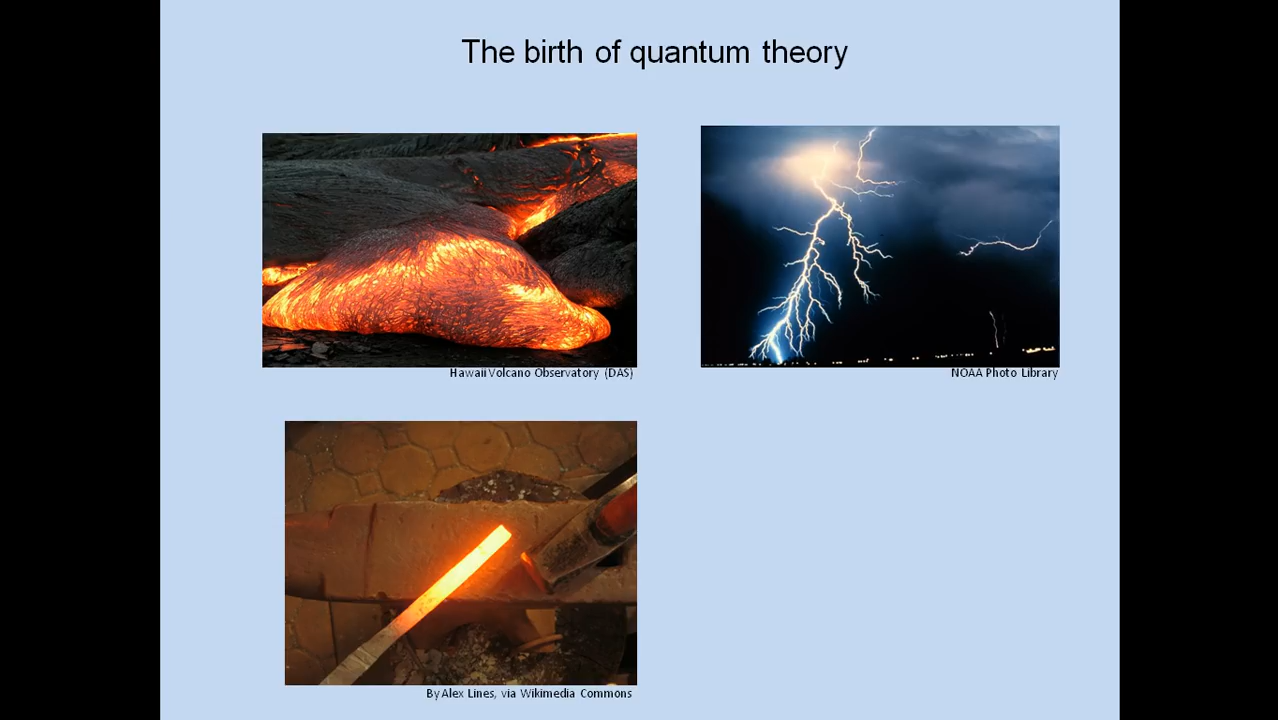 The birth of quantum theory
Hawaii Volcano Observatory (DAS)
NOAA Photo Library
By Alex Lines, via Wikimedia Commons